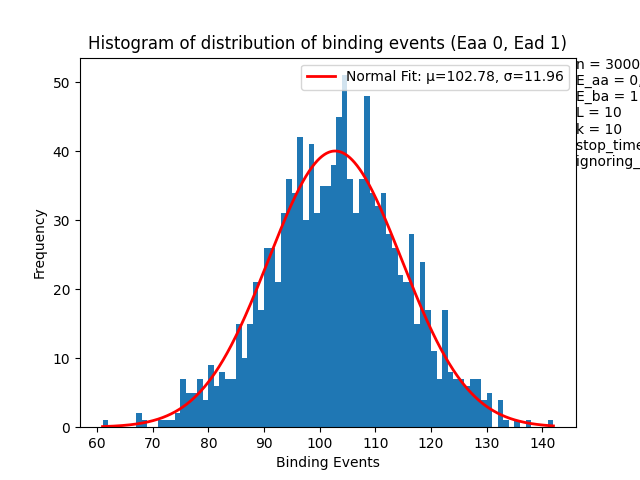 Histogram of distribution of binding events (Eaa 0, Ead 1)
Normal Fit: μ=102.78, σ=11.96
n = 3000
E_aa = 0,
E_ba = 1
L = 10
k = 10
stop_time
ignoring_
Frequency
50
40
30
20
10
0
60 70 80 90 100 110 120 130 140
Binding Events